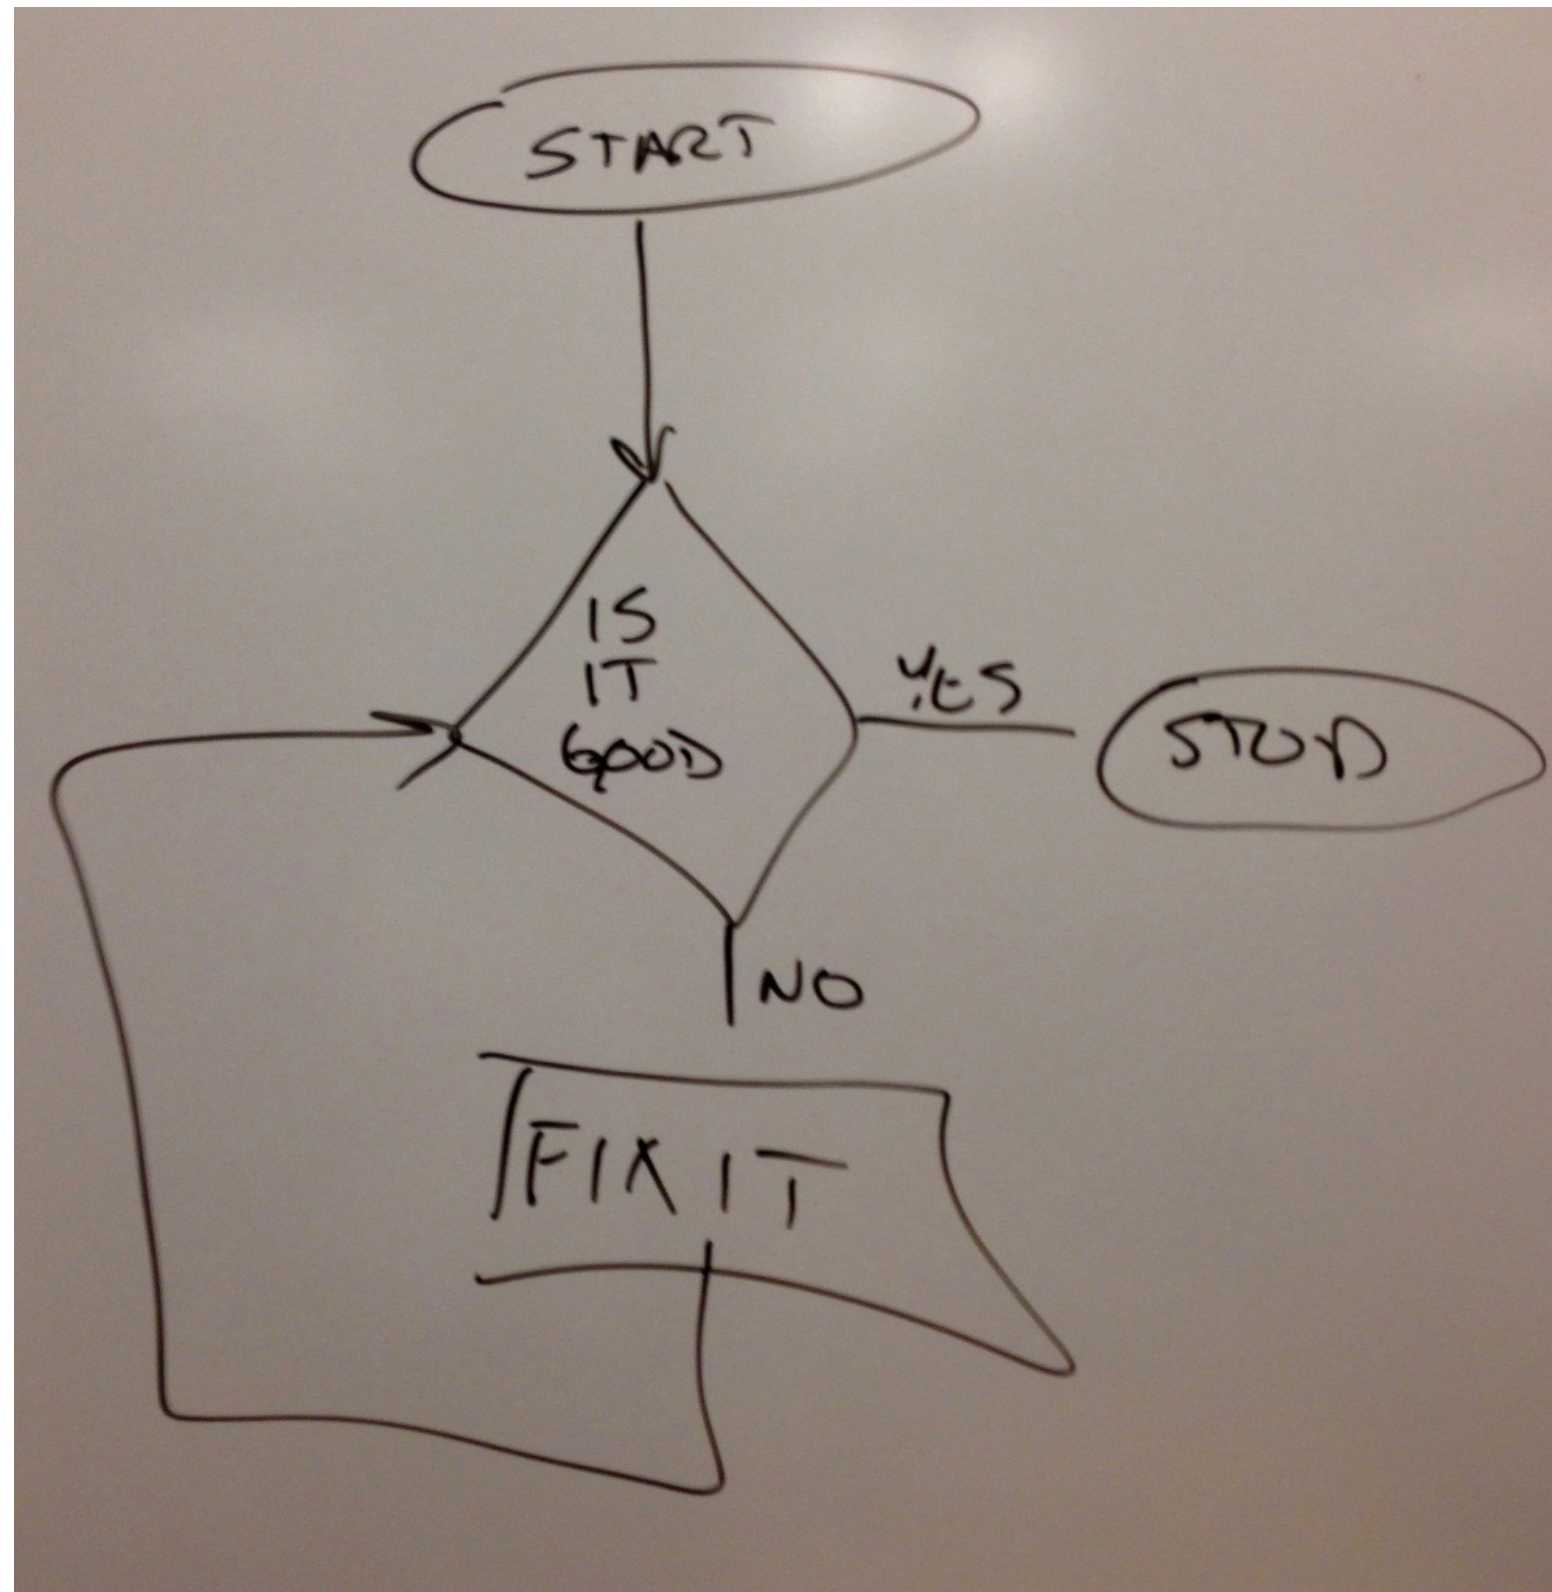 START
IS
IT
GOOD
YES
STOP
NO
FIX IT